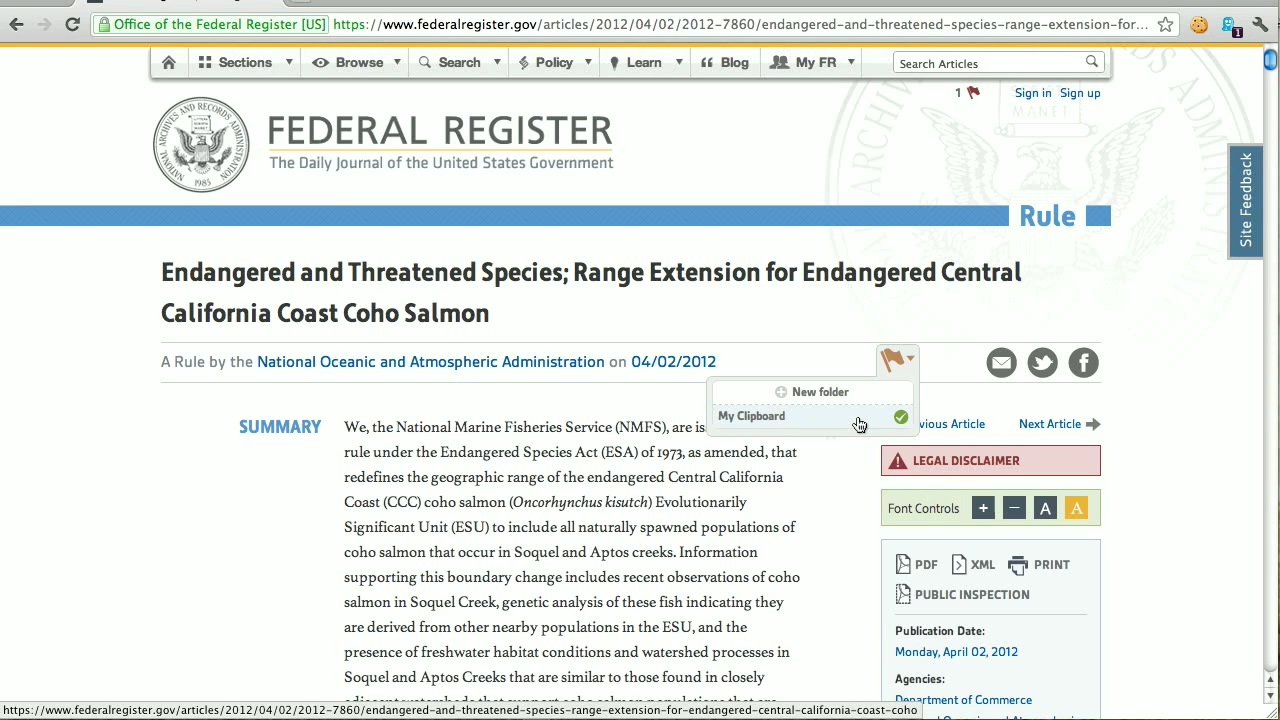 Office of the Federal Register [US] https://www.federalregister.gov/articles/2012/04/02/2012-7860/endangered-and-threatened-species-range-extension-for...
1
Sections Browse Search Policy Learn Blog My FR Search Articles
1 Sign in Sign up
NATIONAL ARCHIVES AND RECORDS ADMINISTRATION
1985
FEDERAL REGISTER
The Daily Journal of the United States Government
MANET
Site Feedback
Rule
Endangered and Threatened Species; Range Extension for Endangered Central
California Coast Coho Salmon
A Rule by the National Oceanic and Atmospheric Administration on 04/02/2012
New folder
My Clipboard
SUMMARY
We, the National Marine Fisheries Service (NMFS), are is
rule under the Endangered Species Act (ESA) of 1973, as amended, that
redefines the geographic range of the endangered Central California
Coast (CCC) coho salmon (Oncorhynchus kisutch) Evolutionarily
Significant Unit (ESU) to include all naturally spawned populations of
coho salmon that occur in Soquel and Aptos creeks. Information
supporting this boundary change includes recent observations of coho
salmon in Soquel Creek, genetic analysis of these fish indicating they
are derived from other nearby populations in the ESU, and the
presence of freshwater habitat conditions and watershed processes in
Soquel and Aptos Creeks that are similar to those found in closely
vious Article Next Article
LEGAL DISCLAIMER
Font Controls + − A A
PDF XML PRINT
PUBLIC INSPECTION
Publication Date:
Monday, April 02, 2012
Agencies:
Department of Commerce
https://www.federalregister.gov/articles/2012/04/02/2012-7860/endangered-and-threatened-species-range-extension-for-endangered-central-california-coast-coho